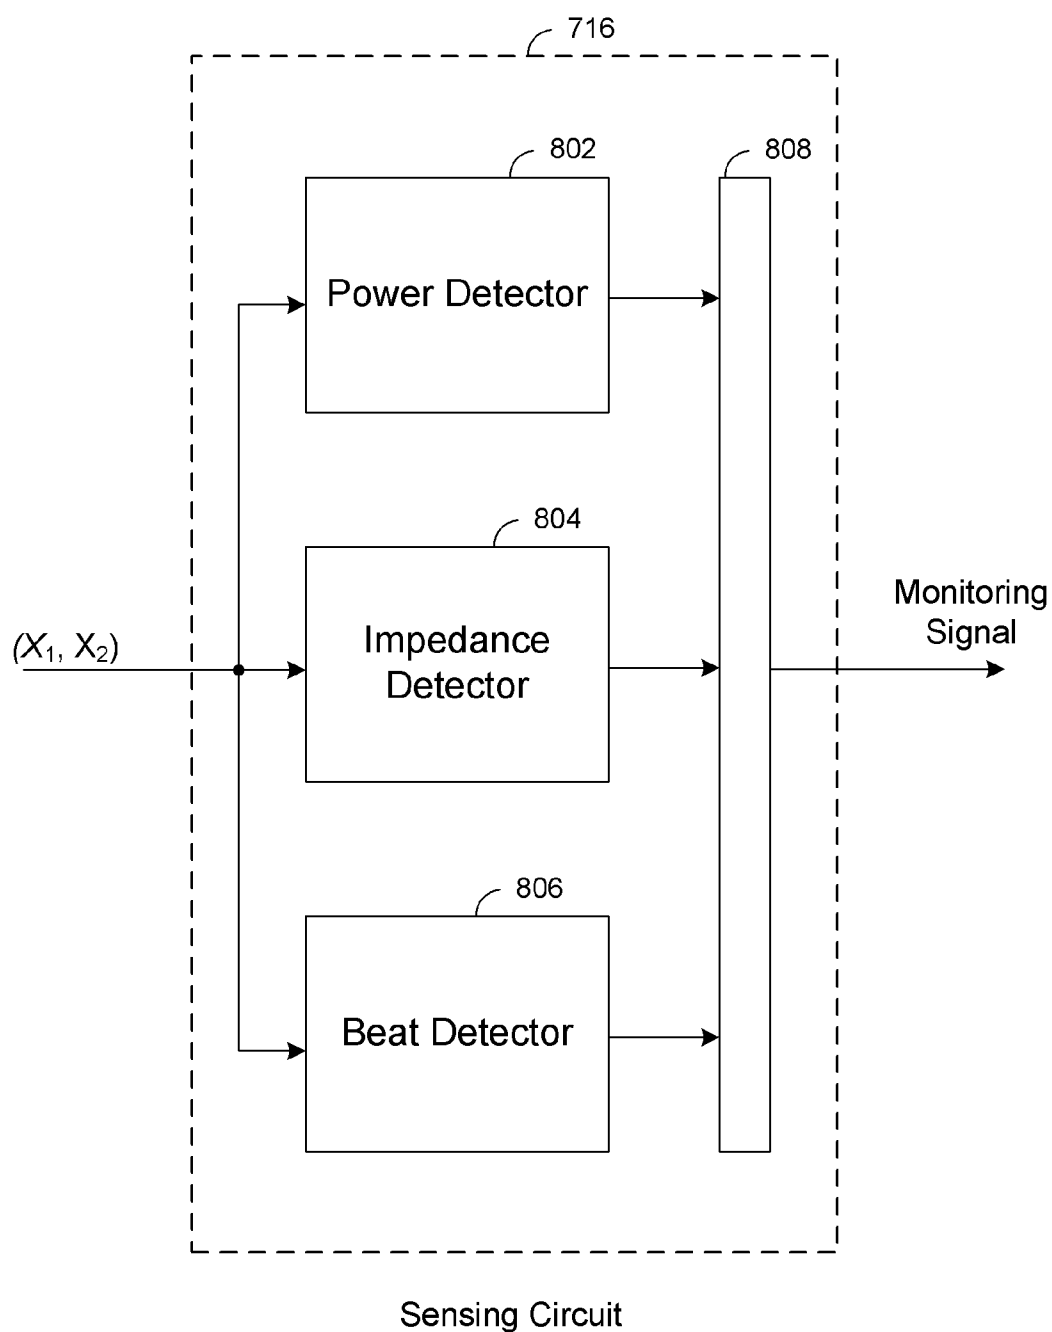 716
802
808
Power Detector
804
Monitoring
Signal
(X1, X2)
Impedance
Detector
806
Beat Detector
Sensing Circuit